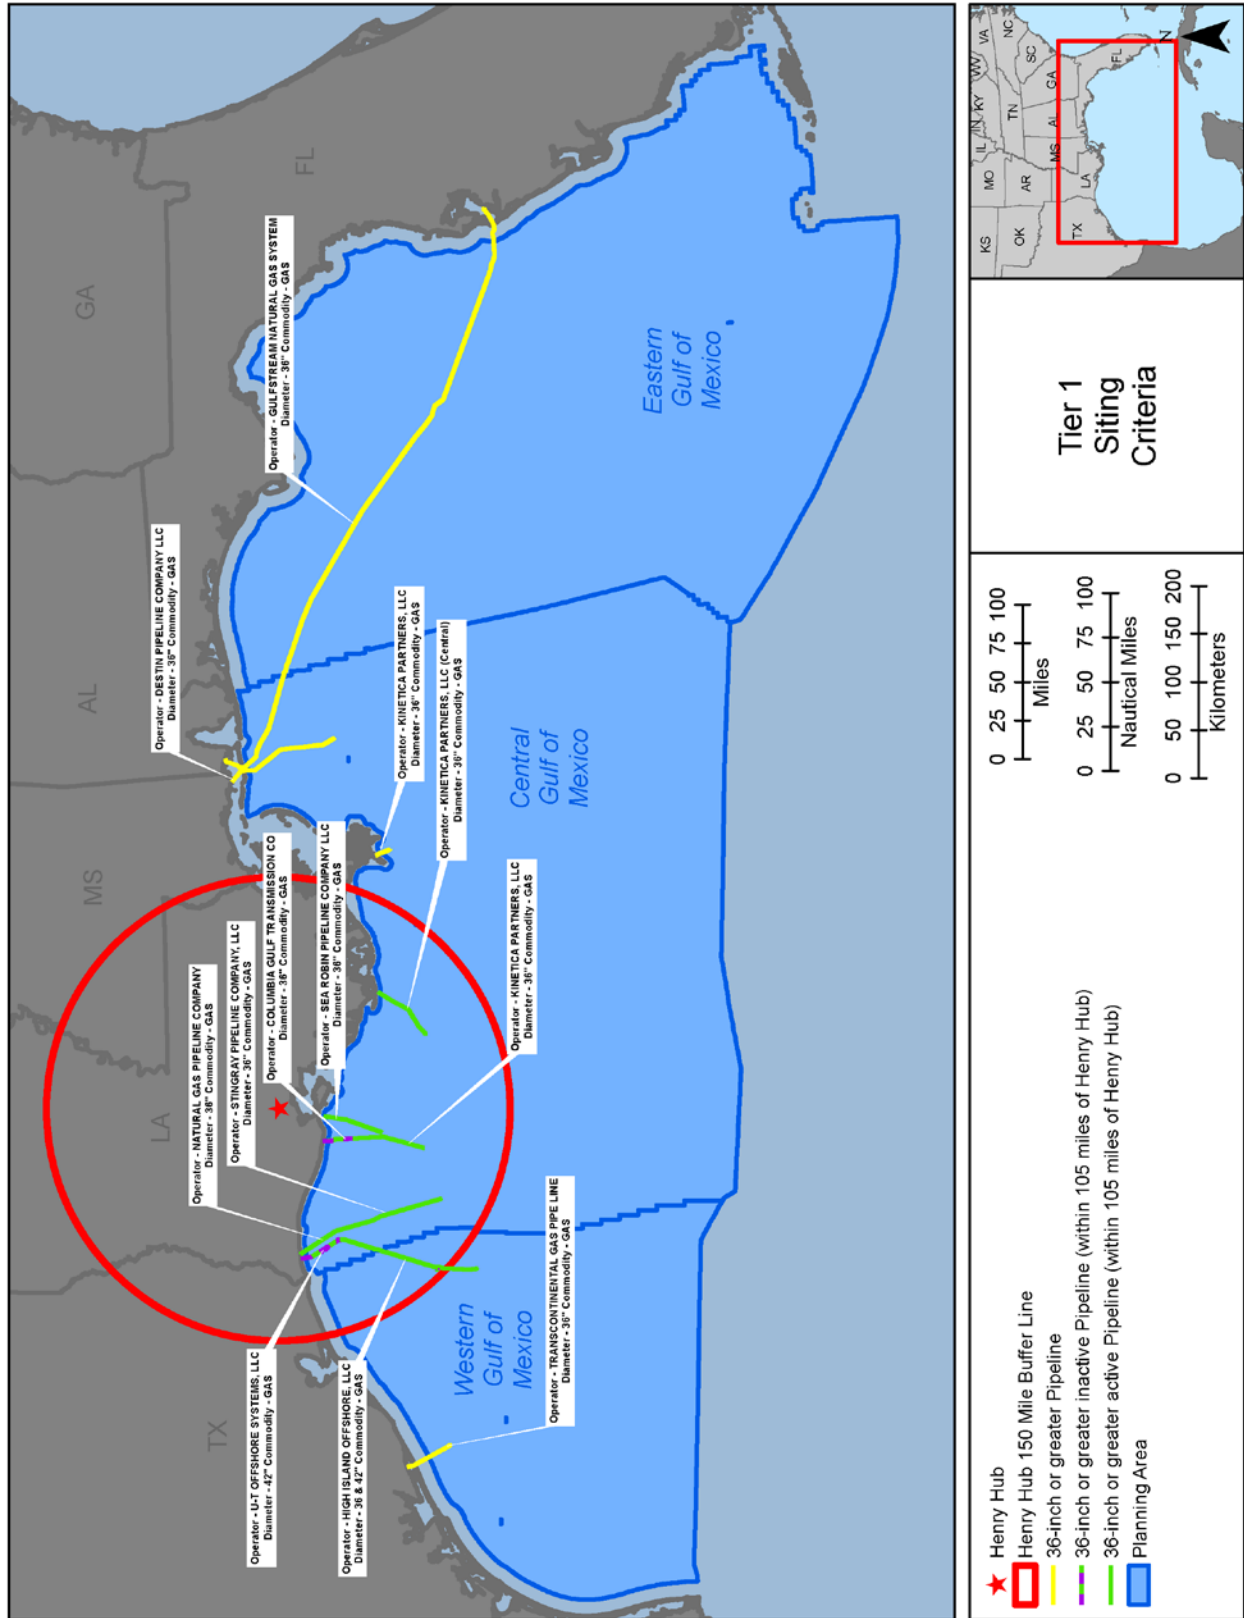 GA
FL
AL
MS
LA
TX
Operator - GULFSTREAM NATURAL GAS SYSTEM
Diameter - 36" Commodity - GAS
Operator - DESTIN PIPELINE COMPANY LLC
Diameter - 36" Commodity - GAS
Operator - KINETICA PARTNERS, LLC
Diameter - 36" Commodity - GAS
Operator - KINETICA PARTNERS, LLC (Central)
Diameter - 36" Commodity - GAS
Operator - NATURAL GAS PIPELINE COMPANY
Diameter - 36" Commodity - GAS
Operator - STINGRAY PIPELINE COMPANY, LLC
Diameter - 36" Commodity - GAS
Operator - COLUMBIA GULF TRANSMISSION CO
Diameter - 36" Commodity - GAS
Operator - SEA ROBIN PIPELINE COMPANY LLC
Diameter - 36" Commodity - GAS
Operator - KINETICA PARTNERS, LLC
Diameter - 36" Commodity - GAS
Operator - U-T OFFSHORE SYSTEMS, LLC
Diameter - 42" Commodity - GAS
Operator - HIGH ISLAND OFFSHORE, LLC
Diameter - 36 & 42" Commodity - GAS
Operator - TRANSCONTINENTAL GAS PIPE LINE
Diameter - 36" Commodity - GAS
Western
Gulf of
Mexico
Central
Gulf of
Mexico
Eastern
Gulf of
Mexico
Henry Hub
Henry Hub 150 Mile Buffer Line
36-inch or greater Pipeline
36-inch or greater inactive Pipeline (within 105 miles of Henry Hub)
36-inch or greater active Pipeline (within 105 miles of Henry Hub)
Planning Area
0 25 50 75 100
Miles
0 25 50 75 100
Nautical Miles
0 50 100 150 200
Kilometers
Tier 1
Siting
Criteria
KS
MO
IL
IN
KY
WV
VA
OK
AR
TN
NC
SC
TX
LA
MS
AL
GA
FL
N